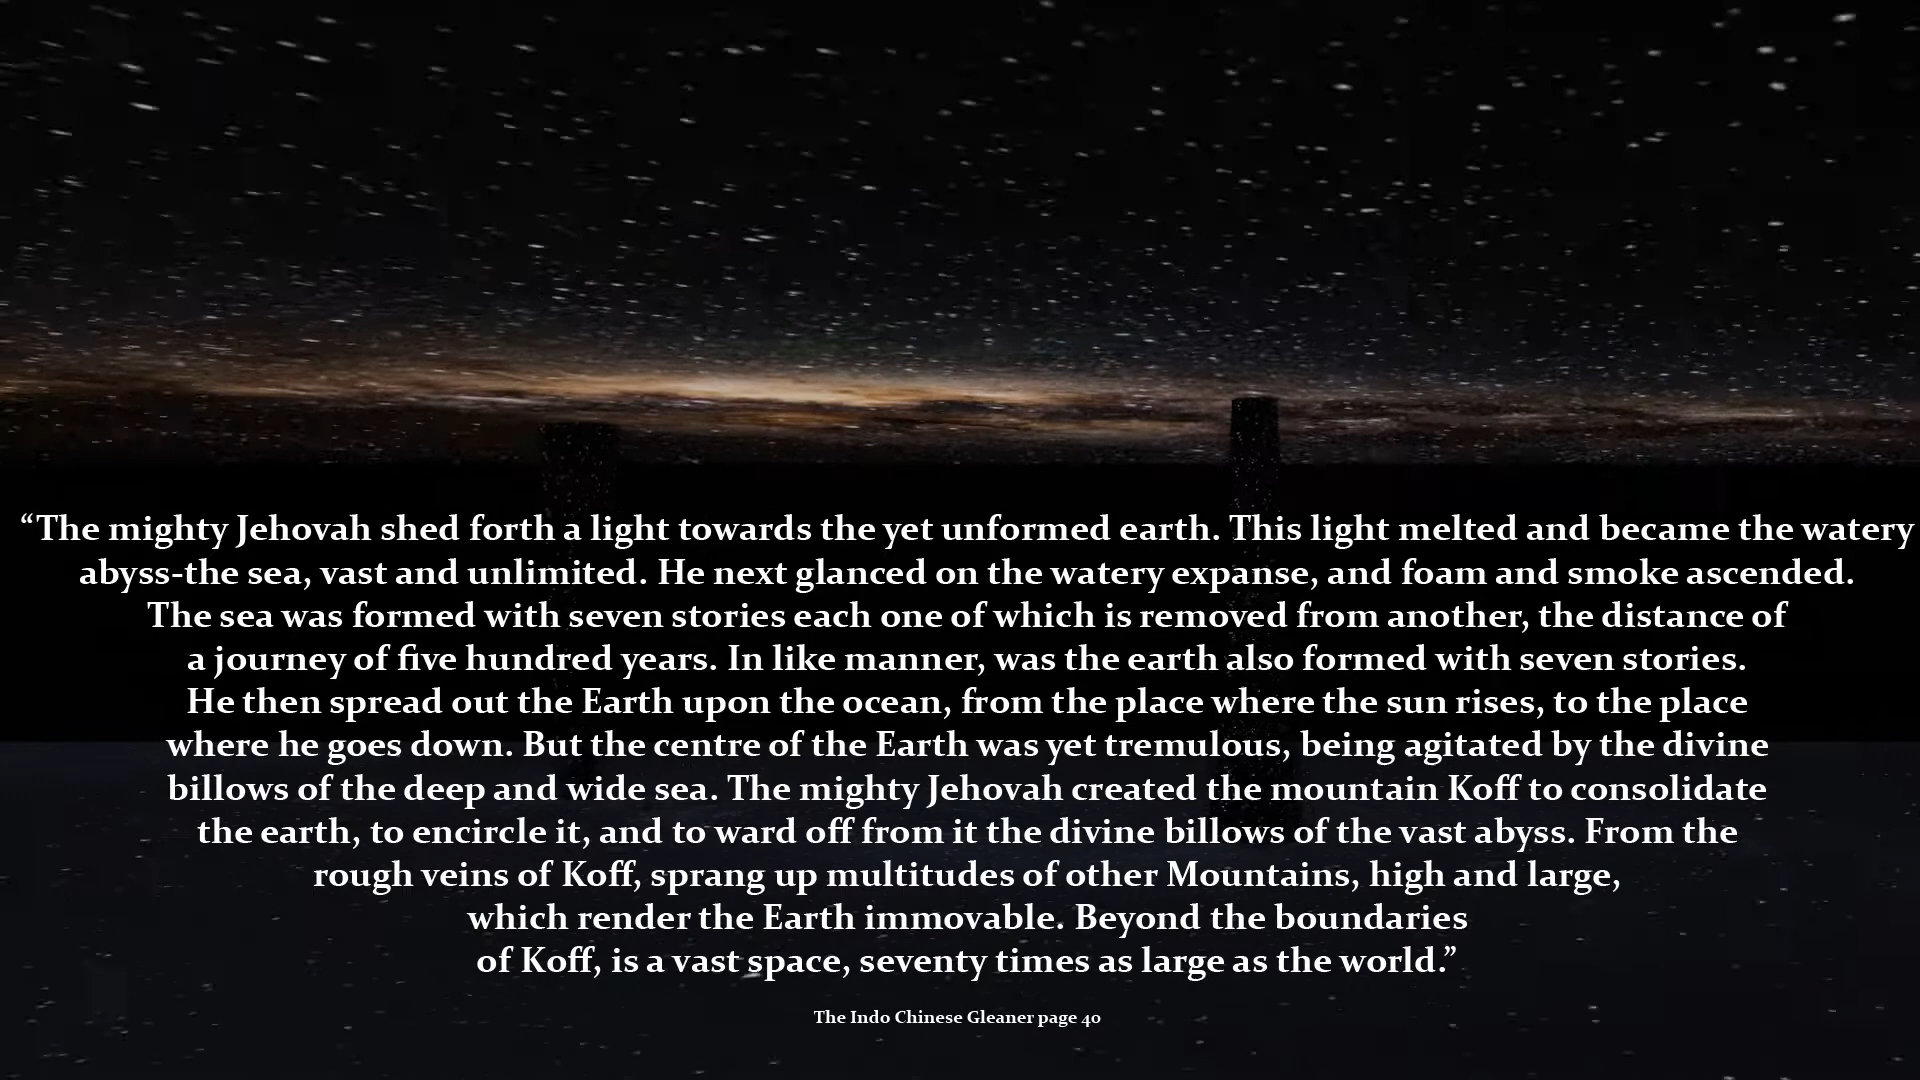 “The mighty Jehovah shed forth a light towards the yet unformed earth. This light melted and became the watery
abyss-the sea, vast and unlimited. He next glanced on the watery expanse, and foam and smoke ascended.
The sea was formed with seven stories each one of which is removed from another, the distance of
a journey of five hundred years. In like manner, was the earth also formed with seven stories.
He then spread out the Earth upon the ocean, from the place where the sun rises, to the place
where he goes down. But the centre of the Earth was yet tremulous, being agitated by the divine
billows of the deep and wide sea. The mighty Jehovah created the mountain Koff to consolidate
the earth, to encircle it, and to ward off from it the divine billows of the vast abyss. From the
rough veins of Koff, sprang up multitudes of other Mountains, high and large,
which render the Earth immovable. Beyond the boundaries
of Koff, is a vast space, seventy times as large as the world.”
The Indo Chinese Gleaner page 40